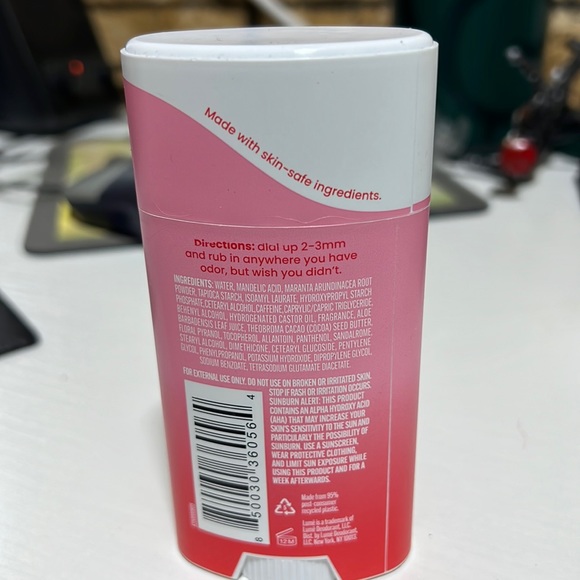 Made with skin-safe ingredients.
Directions: dial up 2-3mm
and rub in anywhere you have
odor, but wish you didn't.
INGREDIENTS: WATER, MANDELIC ACID, MARANTA ARUNDINACEA ROOT
POWDER, TAPIOCA STARCH, ISOAMYL LAURATE, HYDROXYPROPYL STARCH
PHOSPHATE, CETEARYL ALCOHOL, CAFFEINE, CAPRYLIC/CAPRIC TRIGLYCERIDE,
BEHENYL ALCOHOL, HYDROGENATED CASTOR OIL, FRAGRANCE, ALOE
BARBADENSIS LEAF JUICE, THEOBROMA CACAO (COCOA) SEED BUTTER,
FLORAL PYRANOL, TOCOPHEROL, ALLANTOIN, PANTHENOL, SANDALORE,
STEARYL ALCOHOL, DIMETHICONE, CETEARYL GLUCOSIDE, PENTYLENE
GLYCOL, PHENYLPROPANOL, POTASSIUM HYDROXIDE, DIPROPYLENE GLYCOL,
SODIUM BENZOATE, TETRASODIUM GLUTAMATE DIACETATE.
FOR EXTERNAL USE ONLY. DO NOT USE ON BROKEN OR IRRITATED SKIN.
STOP IF RASH OR IRRITATION OCCURS.
SUNBURN ALERT: THIS PRODUCT
CONTAINS AN ALPHA HYDROXY ACID
(AHA) THAT MAY INCREASE YOUR
SKIN'S SENSITIVITY TO THE SUN AND
PARTICULARLY THE POSSIBILITY OF
SUNBURN. USE A SUNSCREEN,
WEAR PROTECTIVE CLOTHING,
AND LIMIT SUN EXPOSURE WHILE
USING THIS PRODUCT AND FOR A
WEEK AFTERWARDS.
8 50030 36056 4
Made from 95%
post-consumer
recycled plastic.
12 M
Lumē is a trademark of
Lumē Deodorant, LLC.
Dist. by Lumē Deodorant,
LLC. New York, NY 10013